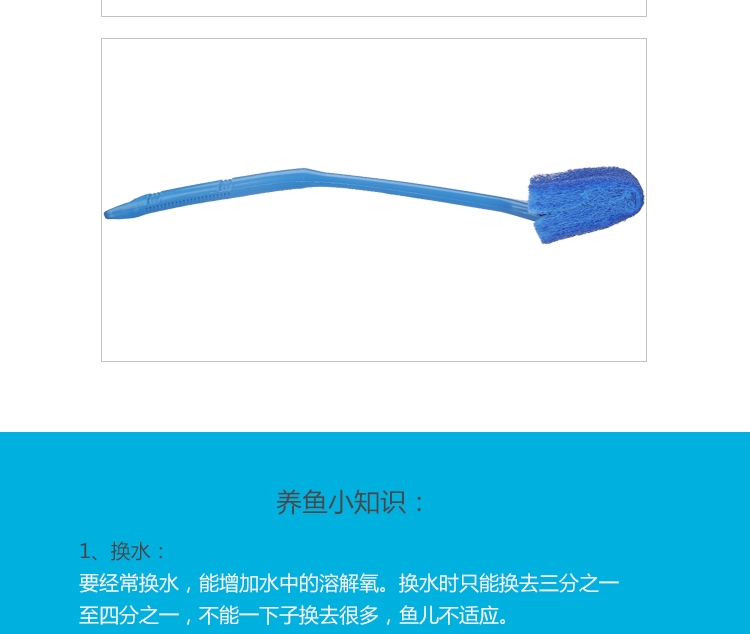 养鱼小知识：
1、换水：
要经常换水，能增加水中的溶解氧。换水时只能换去三分之一
至四分之一，不能一下子换去很多，鱼儿不适应。